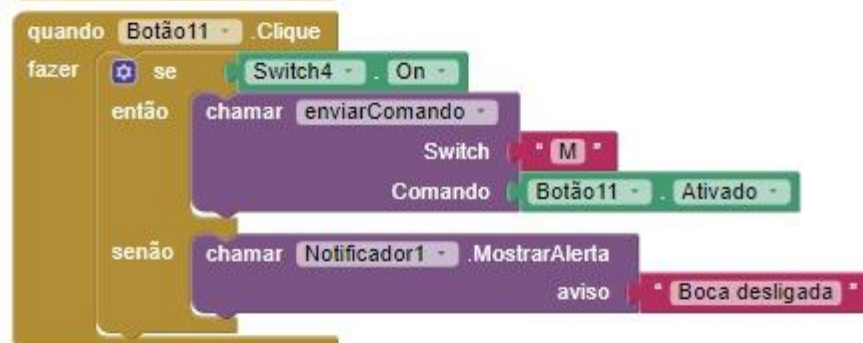 quando Botão11 .Clique
fazer se Switch4 . On
então chamar enviarComando
Switch " M "
Comando Botão11 . Ativado
senão chamar Notificador1 .MostrarAlerta
aviso " Boca desligada "